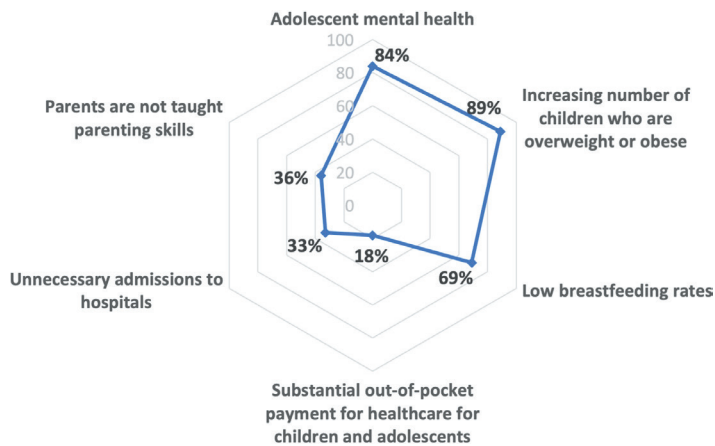 Adolescent mental health
100
84%
80
89%
Increasing number of
children who are
overweight or obese
Parents are not taught
parenting skills
60
40
20
36%
0
33%
18%
69%
Unnecessary admissions to
hospitals
Low breastfeeding rates
Substantial out-of-pocket
payment for healthcare for
children and adolescents